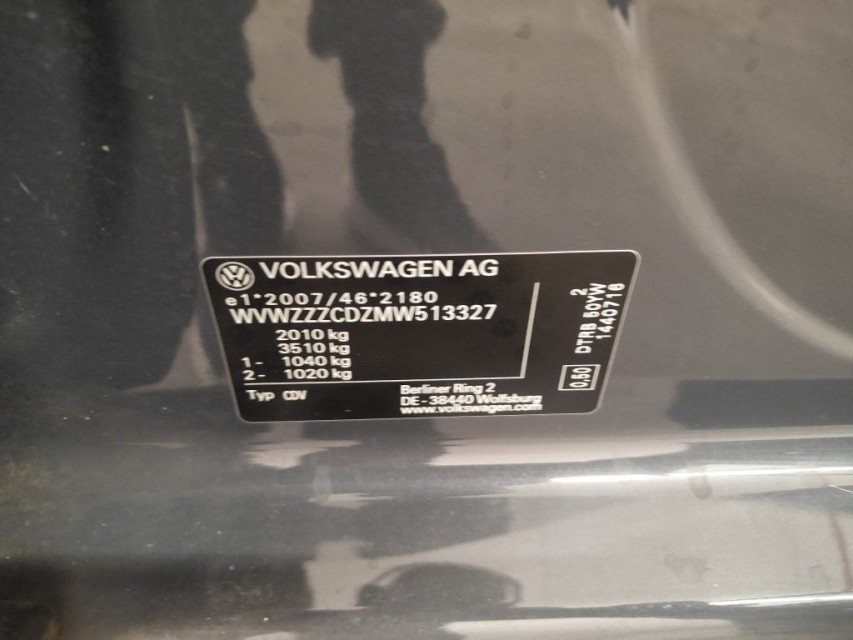 VOLKSWAGEN AG
e1*2007/46*2180
WVWZZZCDZMW513327
2010 kg
3510 kg
1- 1040 kg
2- 1020 kg
Typ CDV
Berliner Ring 2
DE-38440 Wolfsburg
www.volkswagen.com
2
DTRB 50YW
1440716
0.50